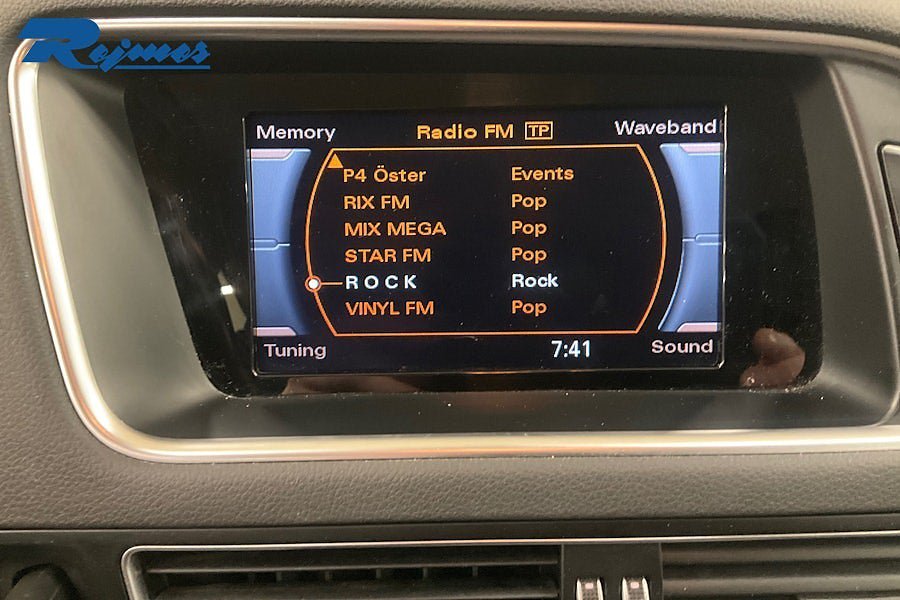 Rejmes
Memory Radio FM TP Waveband
P4 Öster Events
RIX FM Pop
MIX MEGA Pop
STAR FM Pop
R O C K Rock
VINYL FM Pop
Tuning 7:41 Sound